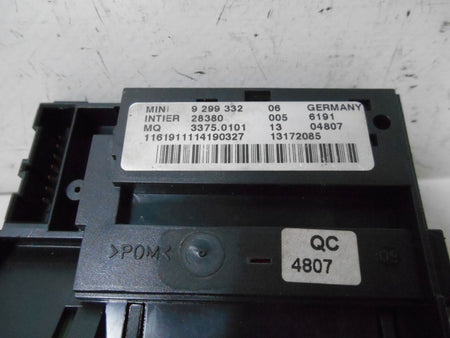 MINI 9 299 332 06 GERMANY
INTIER 28380 005 6191
MQ 3375.0101 13 04807
1161911114190327 13172085
>POM<
QC
4807